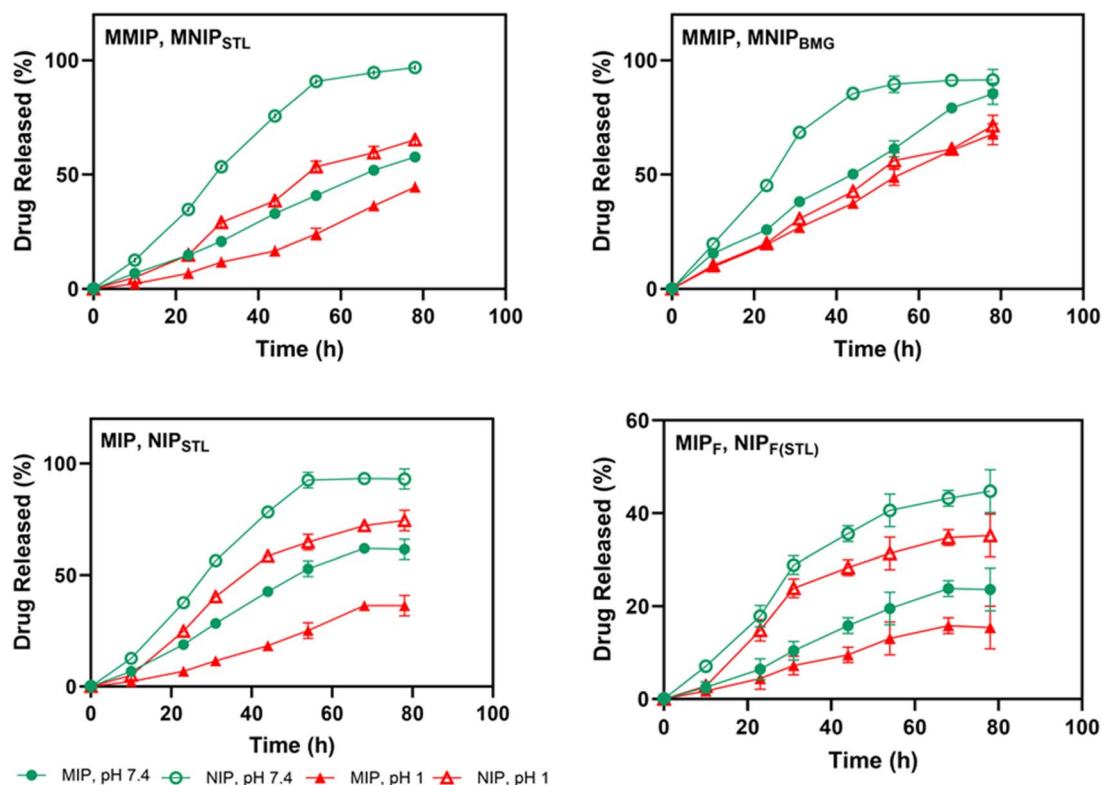 MMIP, MNIPSTL
Drug Released (%)
100
50
0
0 20 40 60 80 100
Time (h)
MMIP, MNIPBMG
Drug Released (%)
100
50
0
0 20 40 60 80 100
Time (h)
MIP, NIPSTL
Drug Released (%)
100
50
0
0 20 40 60 80 100
Time (h)
MIPF, NIPF(STL)
Drug Released (%)
60
40
20
0
0 20 40 60 80 100
Time (h)
MIP, pH 7.4 NIP, pH 7.4 MIP, pH 1 NIP, pH 1